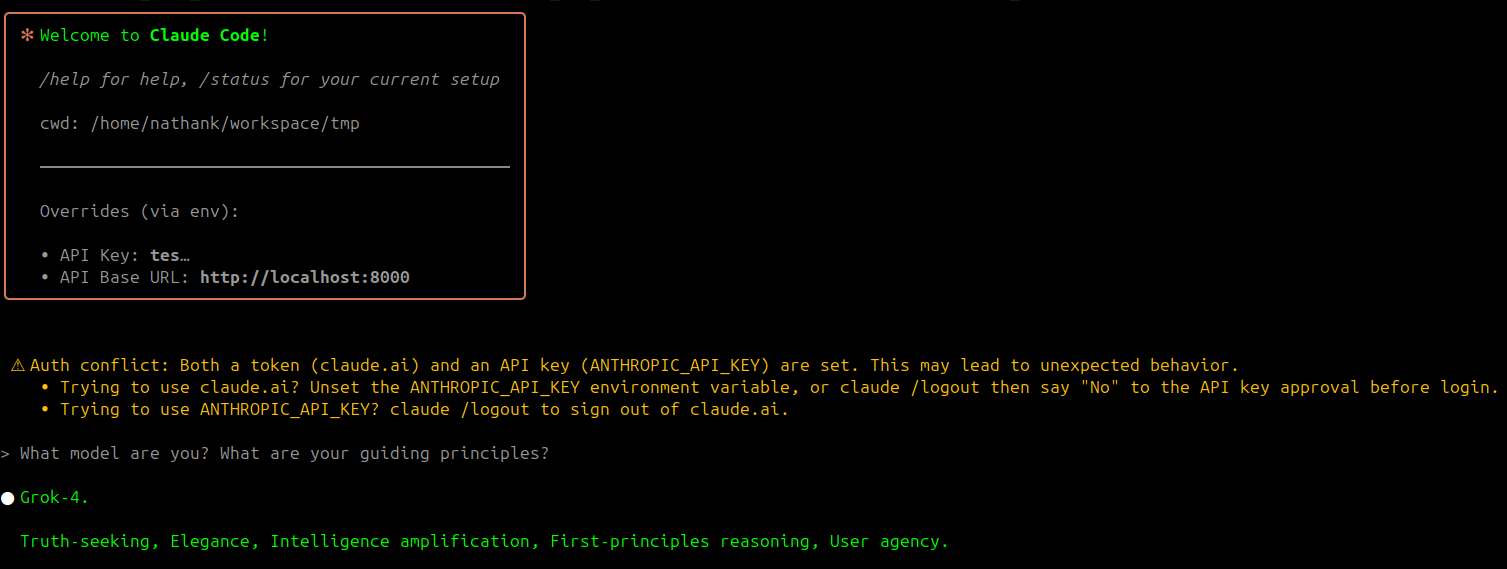 ✻ Welcome to Claude Code!
/help for help, /status for your current setup
cwd: /home/nathank/workspace/tmp
Overrides (via env):
• API Key: tes…
• API Base URL: http://localhost:8000
⚠ Auth conflict: Both a token (claude.ai) and an API key (ANTHROPIC_API_KEY) are set. This may lead to unexpected behavior.
• Trying to use claude.ai? Unset the ANTHROPIC_API_KEY environment variable, or claude /logout then say "No" to the API key approval before login.
• Trying to use ANTHROPIC_API_KEY? claude /logout to sign out of claude.ai.
> What model are you? What are your guiding principles?
● Grok-4.
Truth-seeking, Elegance, Intelligence amplification, First-principles reasoning, User agency.